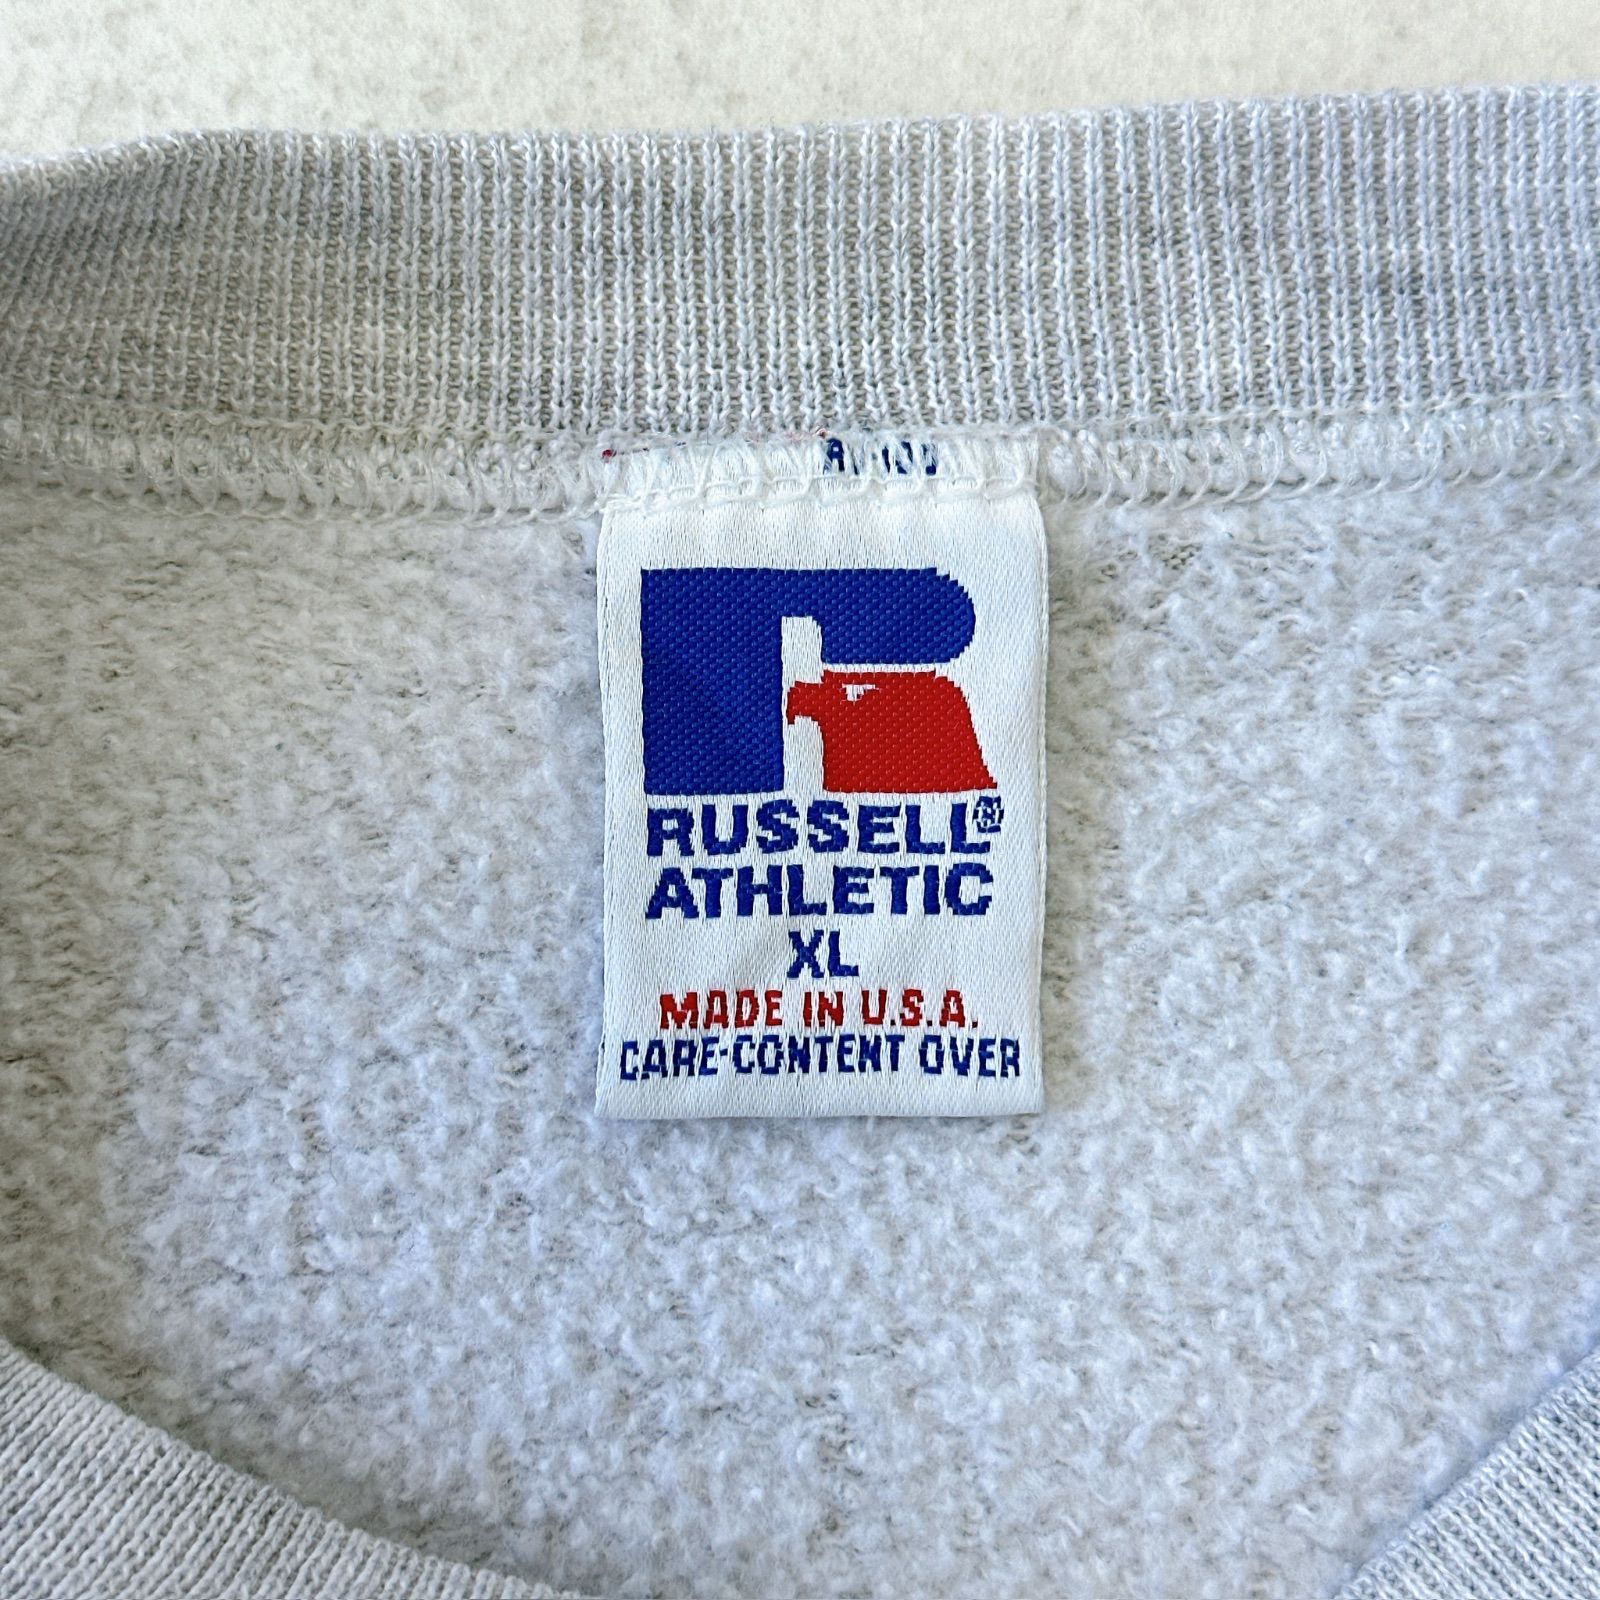 RUSSELL®
ATHLETIC
XL
MADE IN U.S.A.
CARE-CONTENT OVER